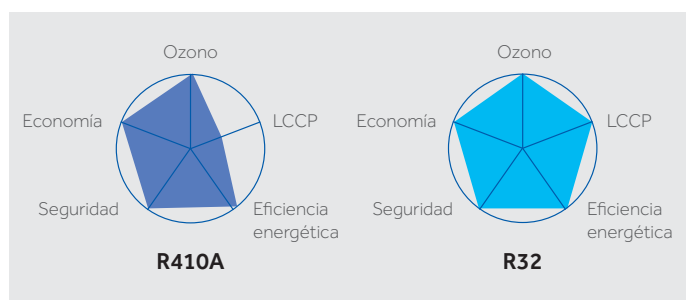 Ozono
Economía
LCCP
Seguridad
Eficiencia
energética
R410A
Ozono
Economía
LCCP
Seguridad
Eficiencia
energética
R32